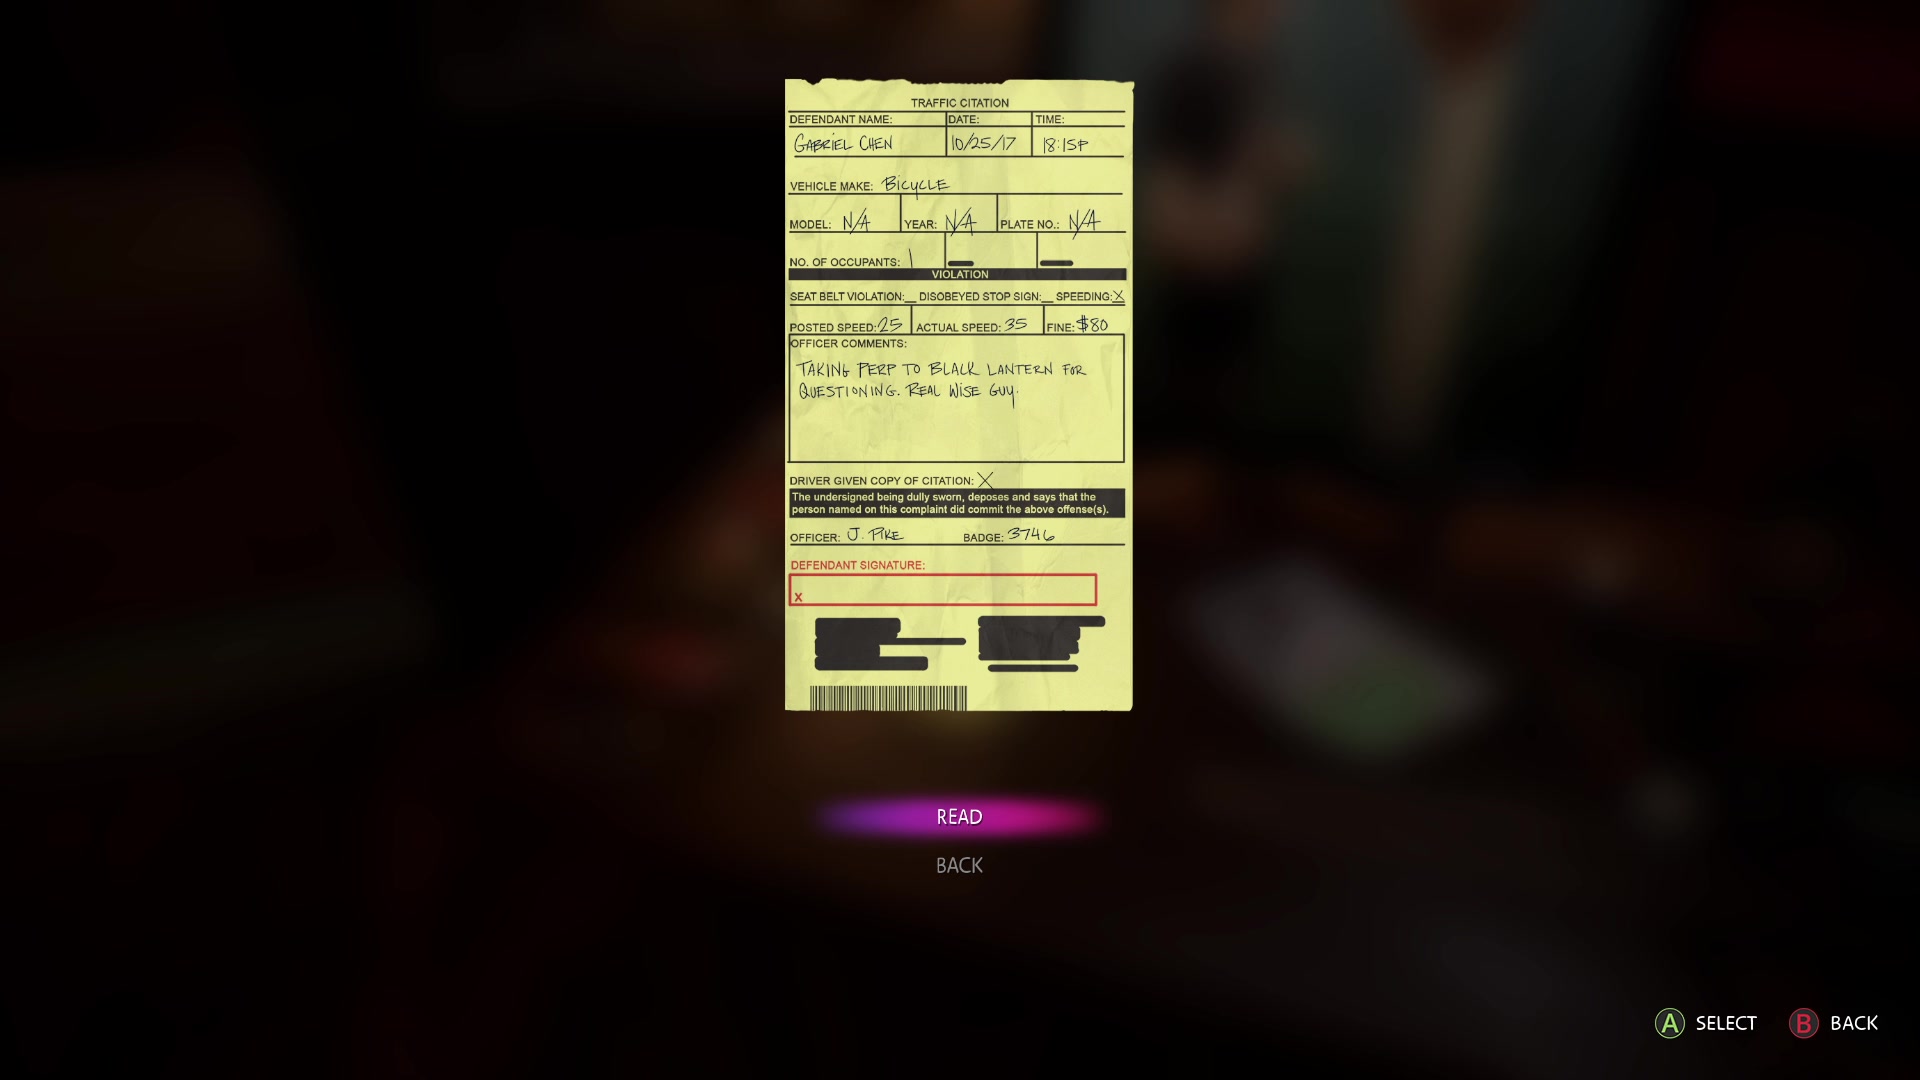 TRAFFIC CITATION
DEFENDANT NAME: DATE: TIME:
GABRIEL CHEN 10/25/17 18:15P
VEHICLE MAKE: BICYCLE
MODEL: N/A YEAR: N/A PLATE NO.: N/A
NO. OF OCCUPANTS: 1
VIOLATION
SEAT BELT VIOLATION:__ DISOBEYED STOP SIGN:__ SPEEDING:X
POSTED SPEED: 25 ACTUAL SPEED: 35 FINE: $80
OFFICER COMMENTS:
TAKING PERP TO BLACK LANTERN FOR
QUESTIONING. REAL WISE GUY.
DRIVER GIVEN COPY OF CITATION: X
The undersigned being dully sworn, deposes and says that the
person named on this complaint did commit the above offense(s).
OFFICER: J. PIKE BADGE: 3746
DEFENDANT SIGNATURE:
x
READ
BACK
A SELECT B BACK